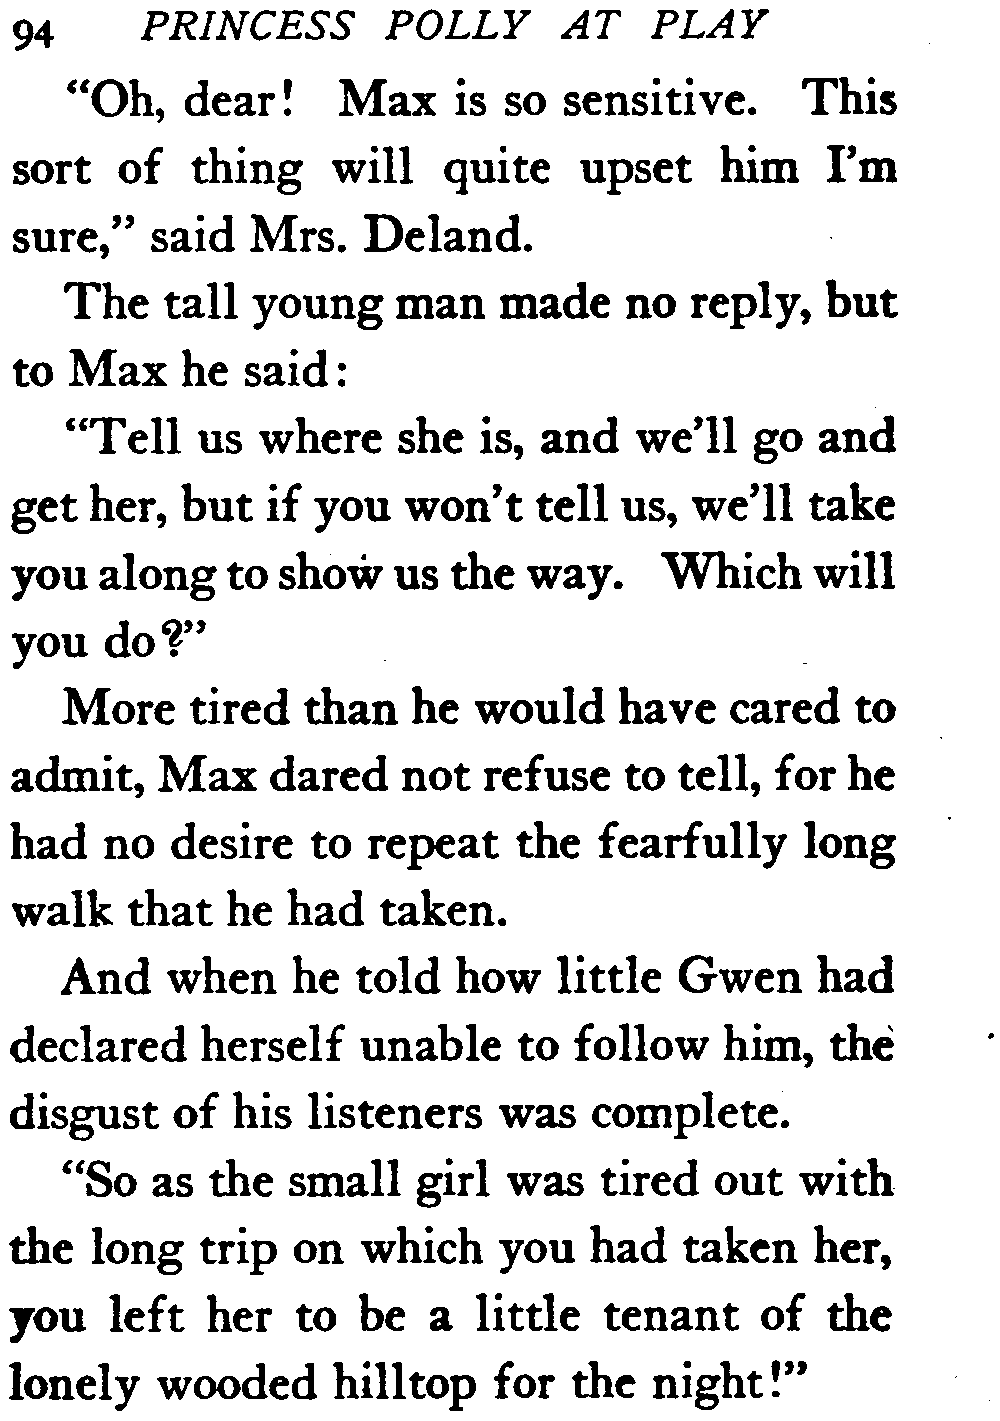 94 PRINCESS POLLY AT PLAY
"Oh, dear! Max is so sensitive. This
sort of thing will quite upset him I'm
sure," said Mrs. Deland.
The tall young man made no reply, but
to Max he said:
"Tell us where she is, and we'll go and
get her, but if you won't tell us, we'll take
you along to show us the way. Which will
you do?"
More tired than he would have cared to
admit, Max dared not refuse to tell, for he
had no desire to repeat the fearfully long
walk that he had taken.
And when he told how little Gwen had
declared herself unable to follow him, the
disgust of his listeners was complete.
"So as the small girl was tired out with
the long trip on which you had taken her,
you left her to be a little tenant of the
lonely wooded hilltop for the night!"